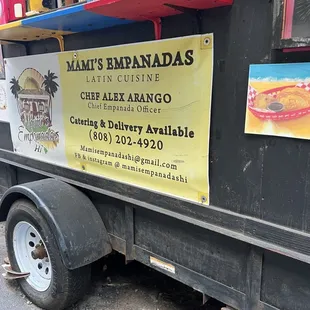 MAMI'S EMPANADAS
LATIN CUISINE
CHEF ALEX ARANGO
Chief Empanada Officer
Catering & Delivery Available
(808) 202-4920
Mamisempanadashi@gmail.com
Fb & instagram @ mamisempanadashi
Empanadas